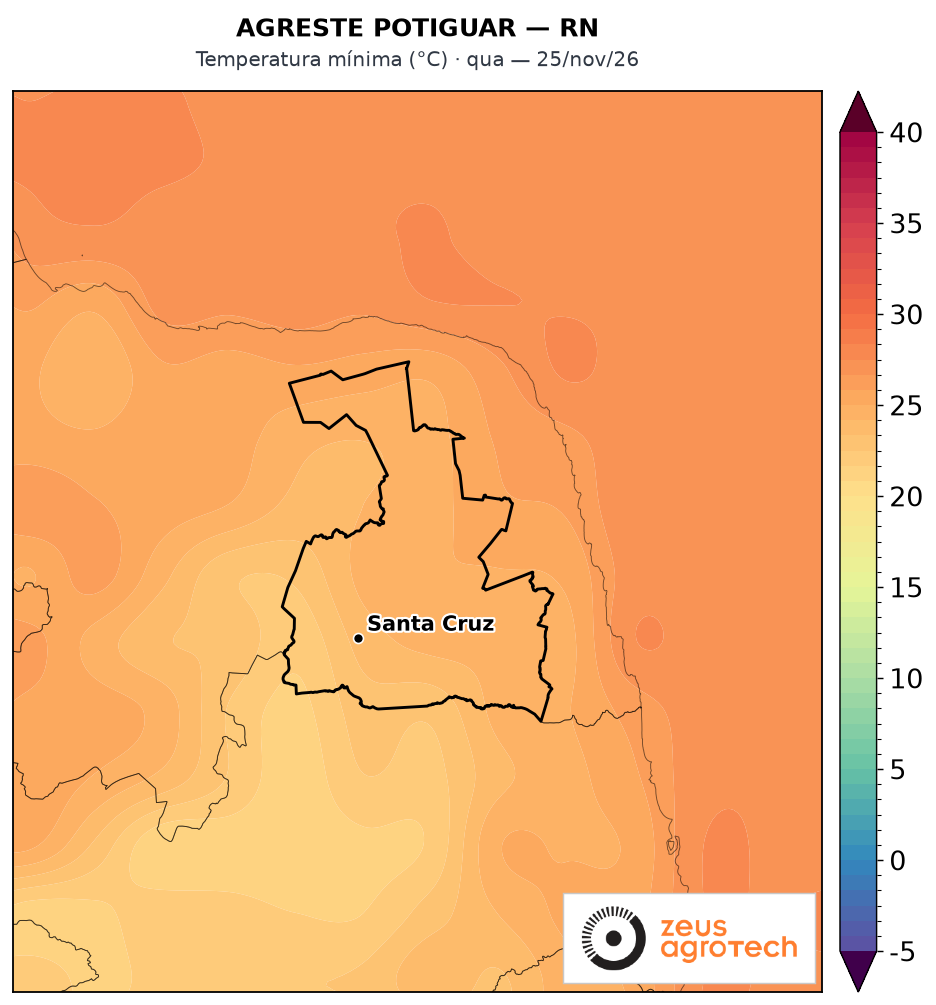 AGRESTE POTIGUAR — RN
Temperatura mínima (°C) · qua — 25/nov/26
40
35
30
25
20
15
10
5
0
-5
Santa Cruz
zeus
agrotech